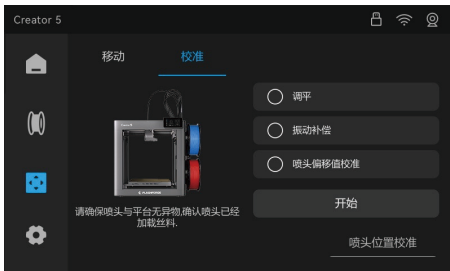 Creator 5
移动
校准
调平
振动补偿
喷头偏移值校准
开始
请确保喷头与平台无异物,确认喷头已经
加载丝料.
喷头位置校准